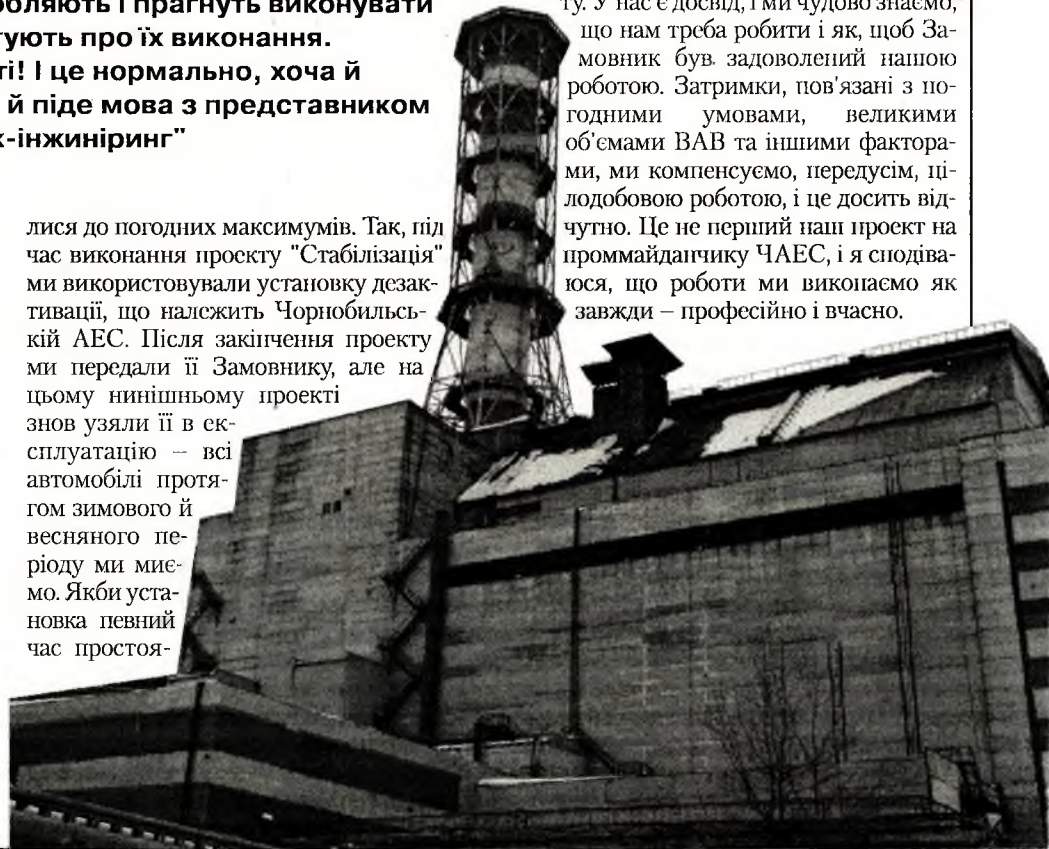 бляють і прагнуть виконувати
тують про їх виконання.
ті! І це нормально, хоча й
й піде мова з представником
к-інжиніринг"
лися до погодних максимумів. Так, під
час виконання проекту "Стабілізація"
ми використовували установку дезак-
тивації, що належить Чорнобильсь-
кій АЕС. Після закінчення проекту
ми передали її Замовнику, але на
цьому нинішньому проекті
знов узяли її в ек-
сплуатацію – всі
автомобілі протя-
гом зимового й
весняного пе-
ріоду ми миє-
мо. Якби уста-
новка певний
час простоя-
ту. У нас є досвід, і ми чудово знаємо,
що нам треба робити і як, щоб За-
мовник був задоволений нашою
роботою. Затримки, пов'язані з по-
годними умовами, великими
об'ємами ВАВ та іншими фактора-
ми, ми компенсуємо, передусім, ці-
лодобовою роботою, і це досить від-
чутно. Це не перший наш проект на
проммайданчику ЧАЕС, і я сподіва-
юся, що роботи ми виконаємо як
завжди – професійно і вчасно.